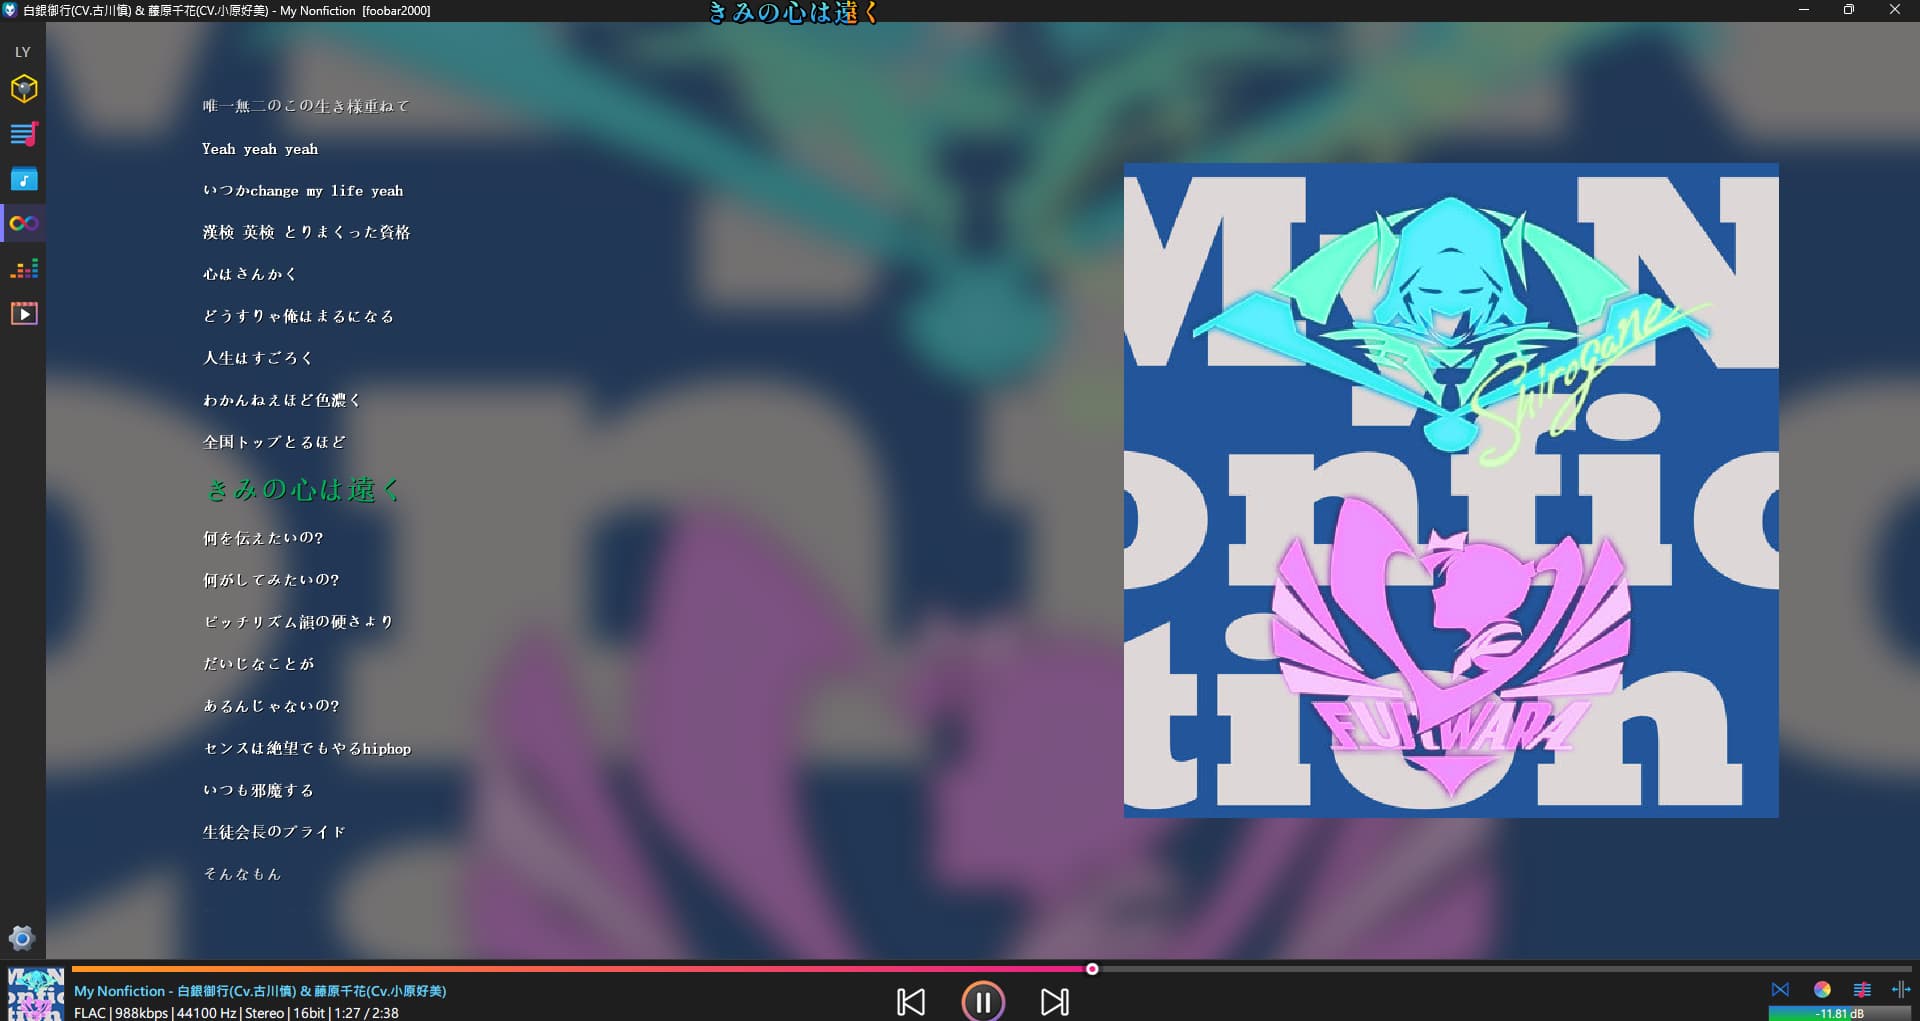 白銀御行(CV.古川慎) & 藤原千花(CV.小原好美) - My Nonfiction [foobar2000]
きみの心は遠く
LY
唯一無二のこの生き様重ねて
Yeah yeah yeah
いつかchange my life yeah
漢検 英検 とりまくった資格
心はさんかく
どうすりゃ俺はまるになる
人生はすごろく
わかんねえほど色濃く
全国トップとるほど
きみの心は遠く
何を伝えたいの?
何がしてみたいの?
ピッチリズム韻の硬さより
だいじなことが
あるんじゃないの?
センスは絶望でもやるhiphop
いつも邪魔する
生徒会長のプライド
そんなもん
My N
Shirogane
onfic
FUJIWARA
tion
My Nonfiction - 白銀御行(Cv.古川慎) & 藤原千花(Cv.小原好美)
FLAC | 988kbps | 44100 Hz | Stereo | 16bit | 1:27 / 2:38
-11.81 dB